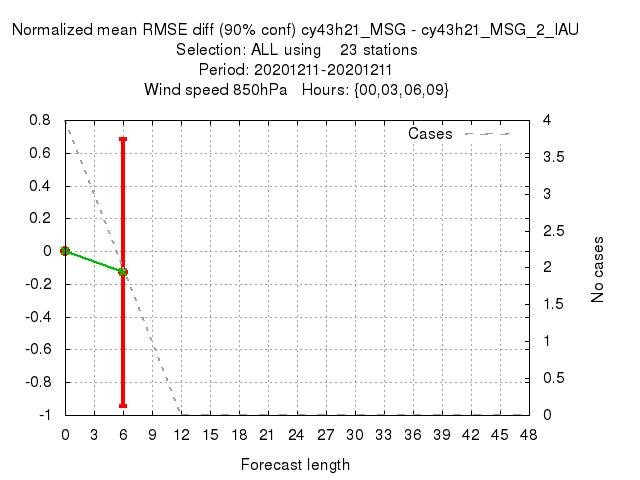 Normalized mean RMSE diff (90% conf) cy43h21_MSG - cy43h21_MSG_2_IAU
Selection: ALL using    23 stations
Period: 20201211-20201211
Wind speed 850hPa   Hours: {00,03,06,09}
Cases
0.8
0.6
0.4
0.2
0
-0.2
-0.4
-0.6
-0.8
-1
4
3.5
3
2.5
2
1.5
1
0.5
0
No cases
0 3 6 9 12 15 18 21 24 27 30 33 36 39 42 45 48
Forecast length